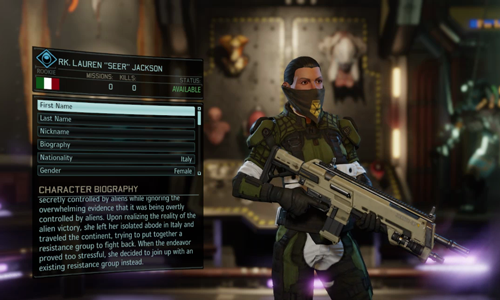 RK. LAUREN "SEER" JACKSON
ROOKIE
MISSIONS: KILLS: STATUS:
0 0 AVAILABLE
First Name
Last Name
Nickname
Biography
Nationality Italy
Gender Female
CHARACTER BIOGRAPHY
secretly controlled by aliens while ignoring the
overwhelming evidence that it was being overtly
controlled by aliens. Upon realizing the reality of the
alien victory, she left her isolated abode in Italy and
traveled the continent, trying to put together a
resistance group to fight back. When the endeavor
proved too stressful, she decided to join up with an
existing resistance group instead.